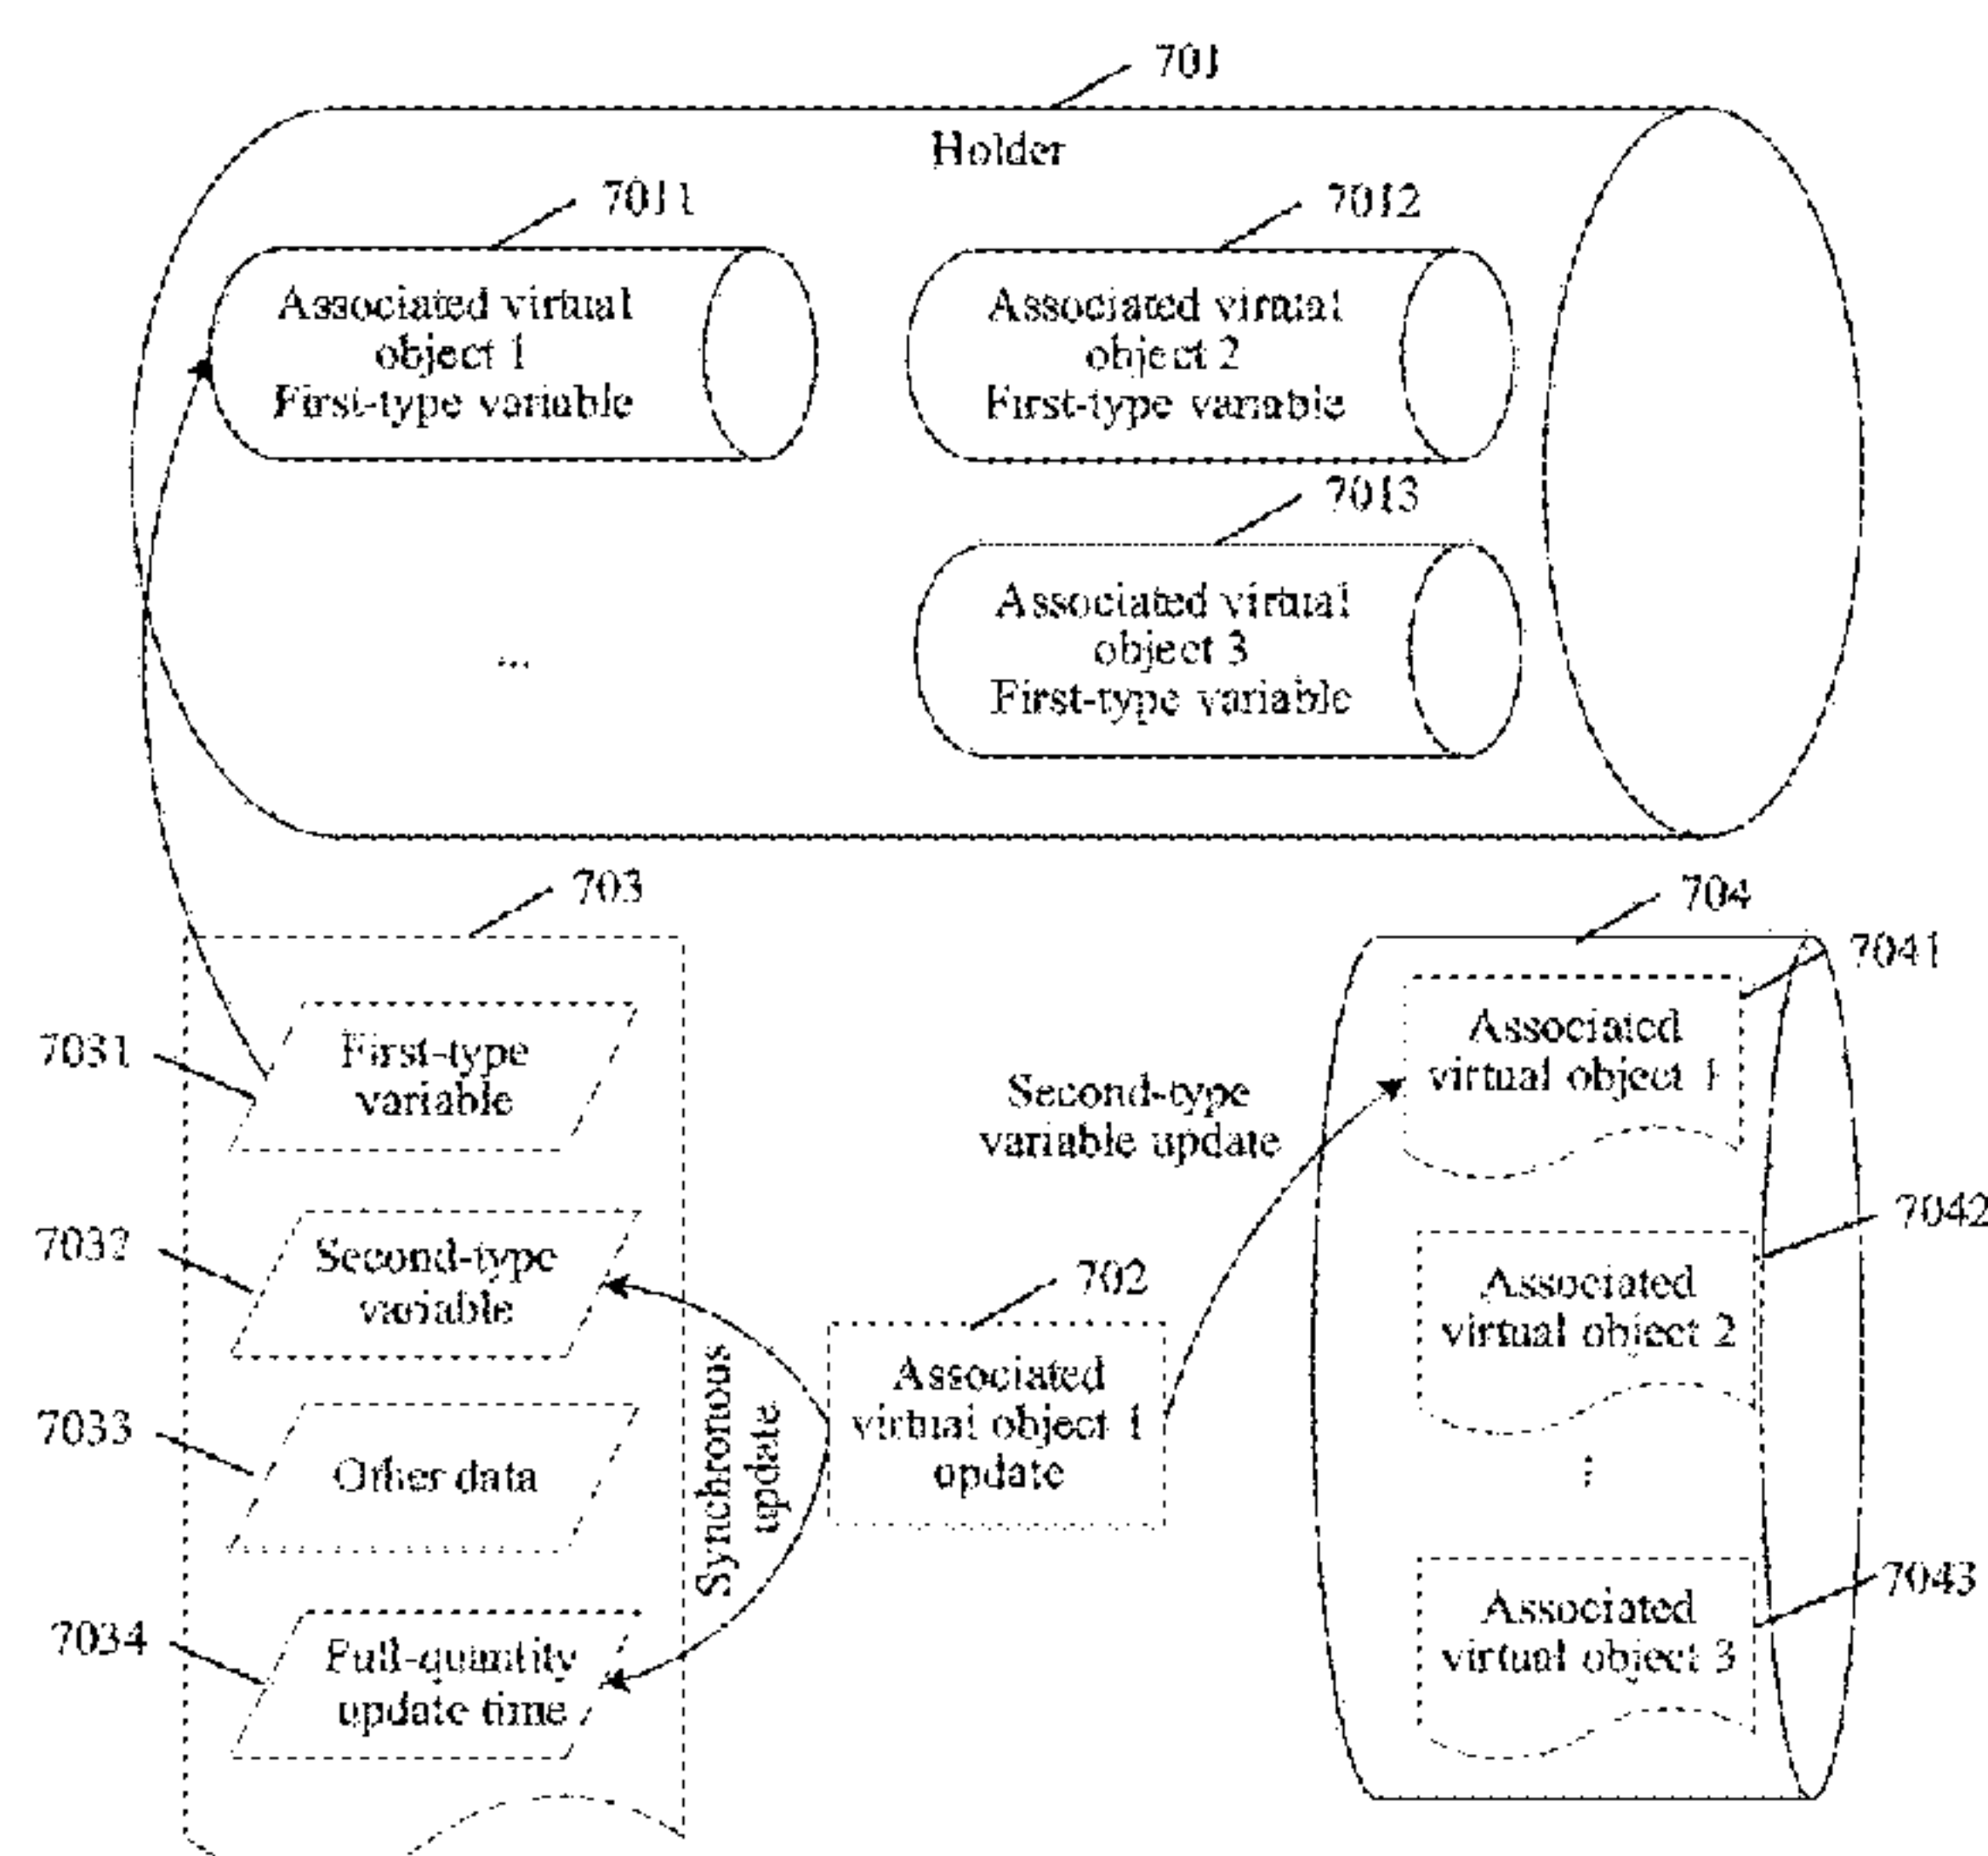 701
Holder
7011
7012
Associated virtual
object 1
First-type variable
Associated virtual
object 2
First-type variable
7013
Associated virtual
object 3
First-type variable
...
703
704
7041
7031
First-type
variable
Second-type
variable update
Associated
virtual object 1
7032
Second-type
variable
702
7042
Associated
virtual object 2
7033
Other data
Synchronous
update
Associated
virtual object 1
update
⋮
7034
Full-quantity
update time
7043
Associated
virtual object 3